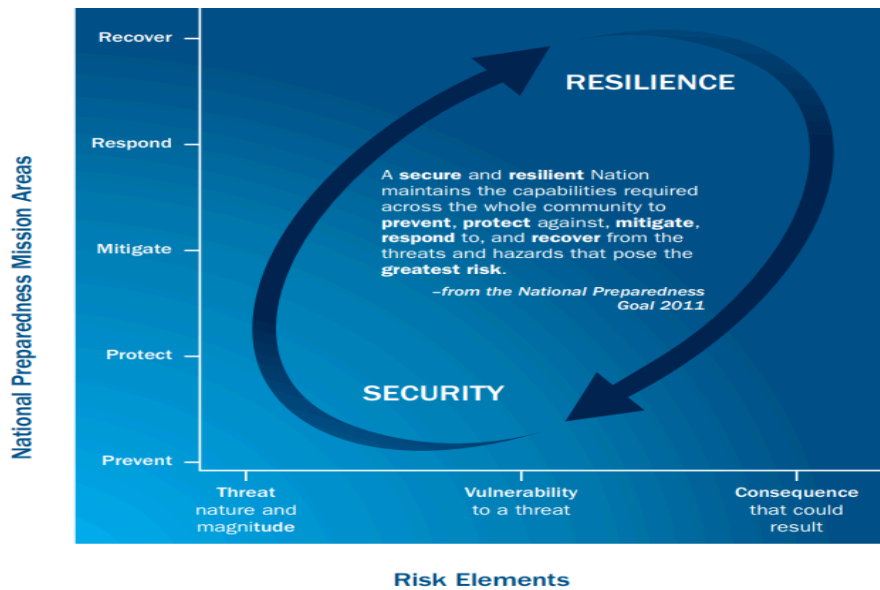 National Preparedness Mission Areas
Recover
Respond
Mitigate
Protect
Prevent
RESILIENCE
A secure and resilient Nation
maintains the capabilities required
across the whole community to
prevent, protect against, mitigate,
respond to, and recover from the
threats and hazards that pose the
greatest risk.
–from the National Preparedness
Goal 2011
SECURITY
Threat
nature and
magnitude
Vulnerability
to a threat
Consequence
that could
result
Risk Elements